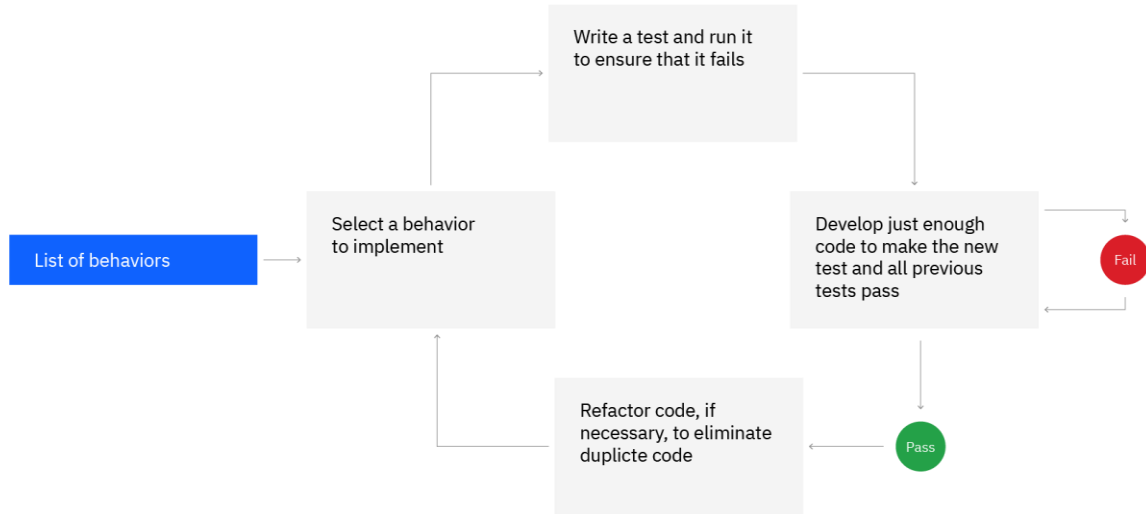 Write a test and run it
to ensure that it fails
Select a behavior
to implement
List of behaviors
Develop just enough
code to make the new
test and all previous
tests pass
Fail
Refactor code, if
necessary, to eliminate
duplicte code
Pass